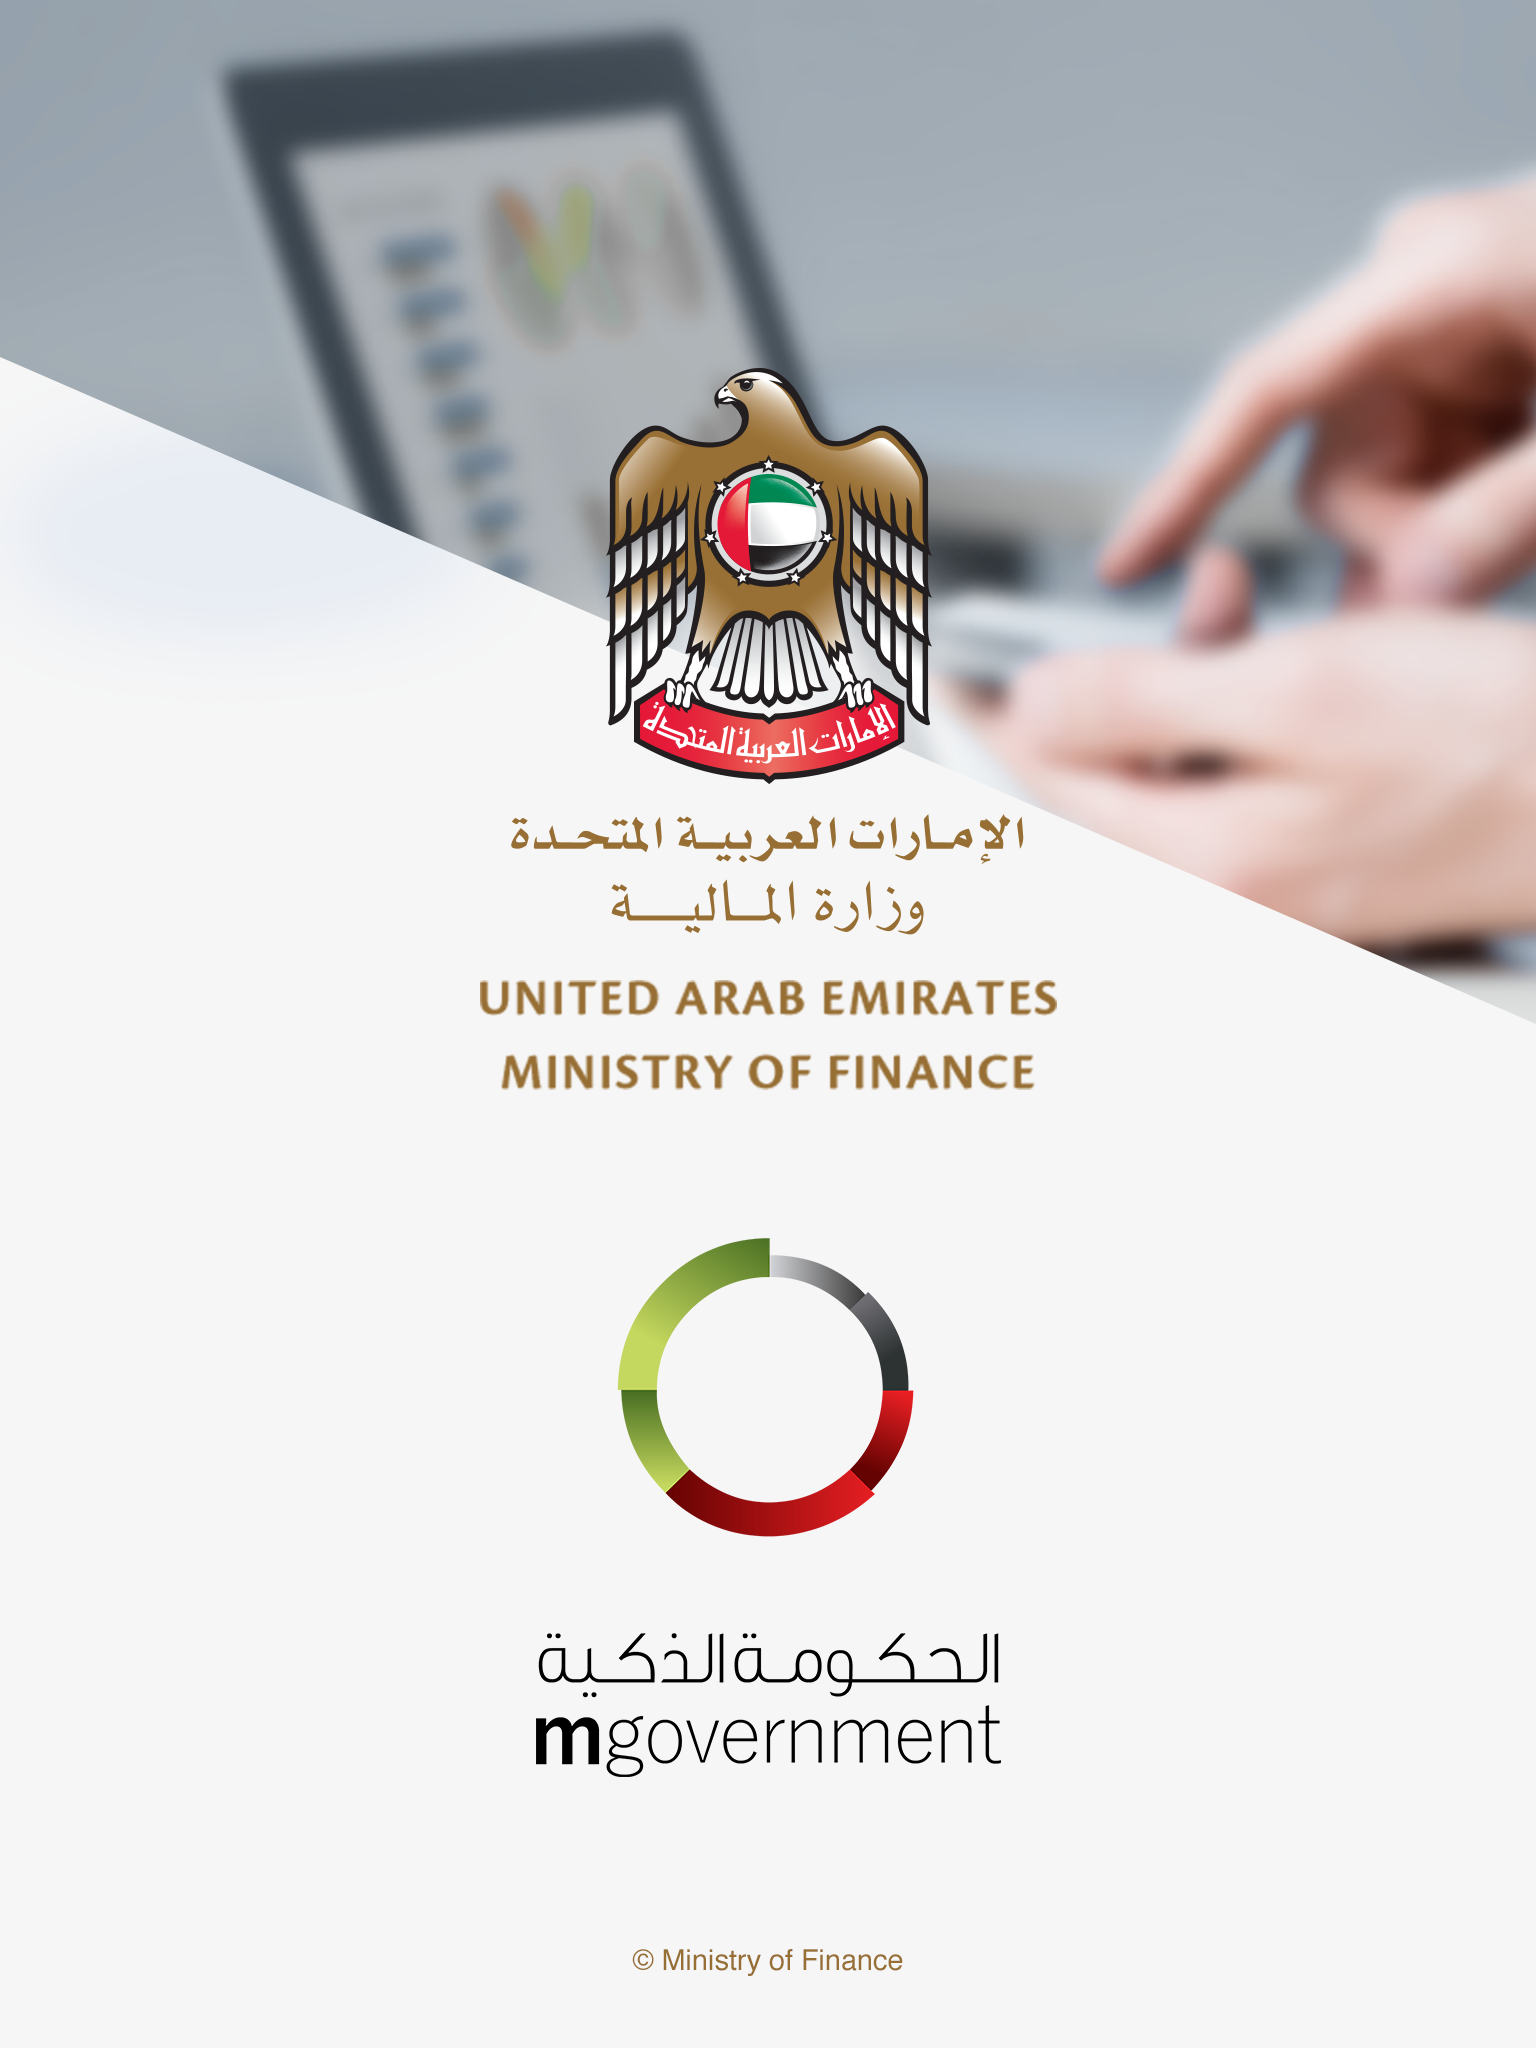 الإمارات العربية المتحدة
الإمارات العربية المتحدة
وزارة المالية
UNITED ARAB EMIRATES
MINISTRY OF FINANCE
الحكومة الذكية
mgovernment
© Ministry of Finance